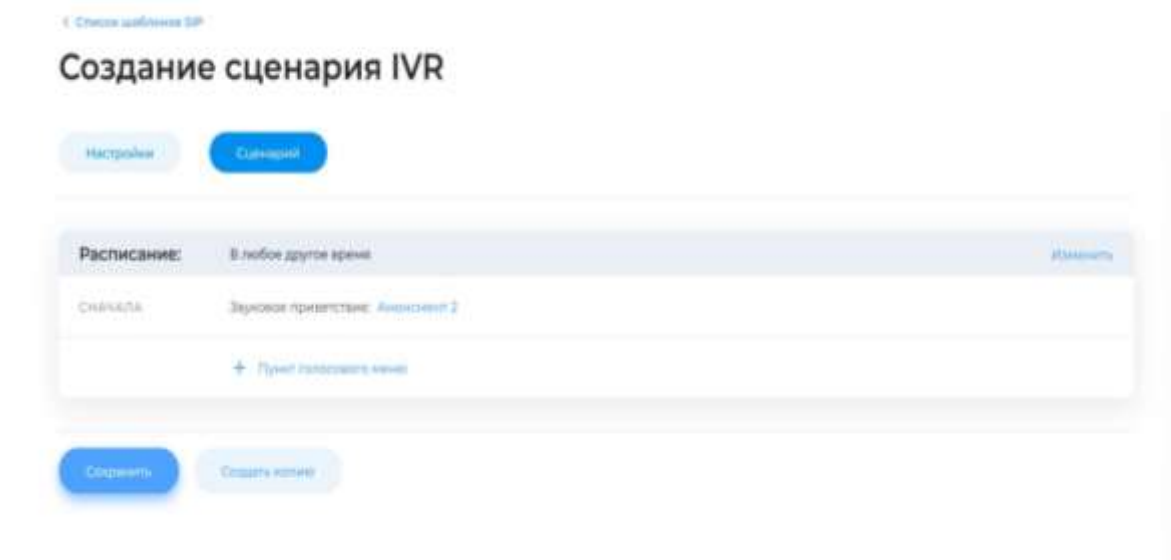 Список шаблонов SIP
Создание сценария IVR
Настройки Сценарий
Расписание: В любое другое время Изменить
СНАЧАЛА Звуковое приветствие: Анонсмент 2
+ Пункт голосового меню
Сохранить Создать копию